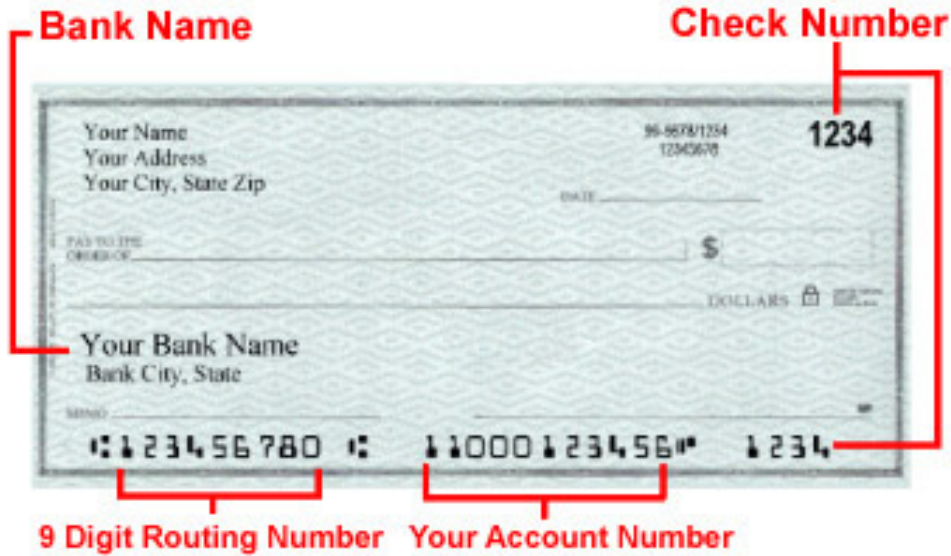 Bank Name
Check Number
Your Name
Your Address
Your City, State Zip
1234
DATE
PAY TO THE
ORDER OF
$
DOLLARS
Your Bank Name
Bank City, State
MEMO
⑆123456780⑆ 11000123456⑈ 1234
9 Digit Routing Number
Your Account Number